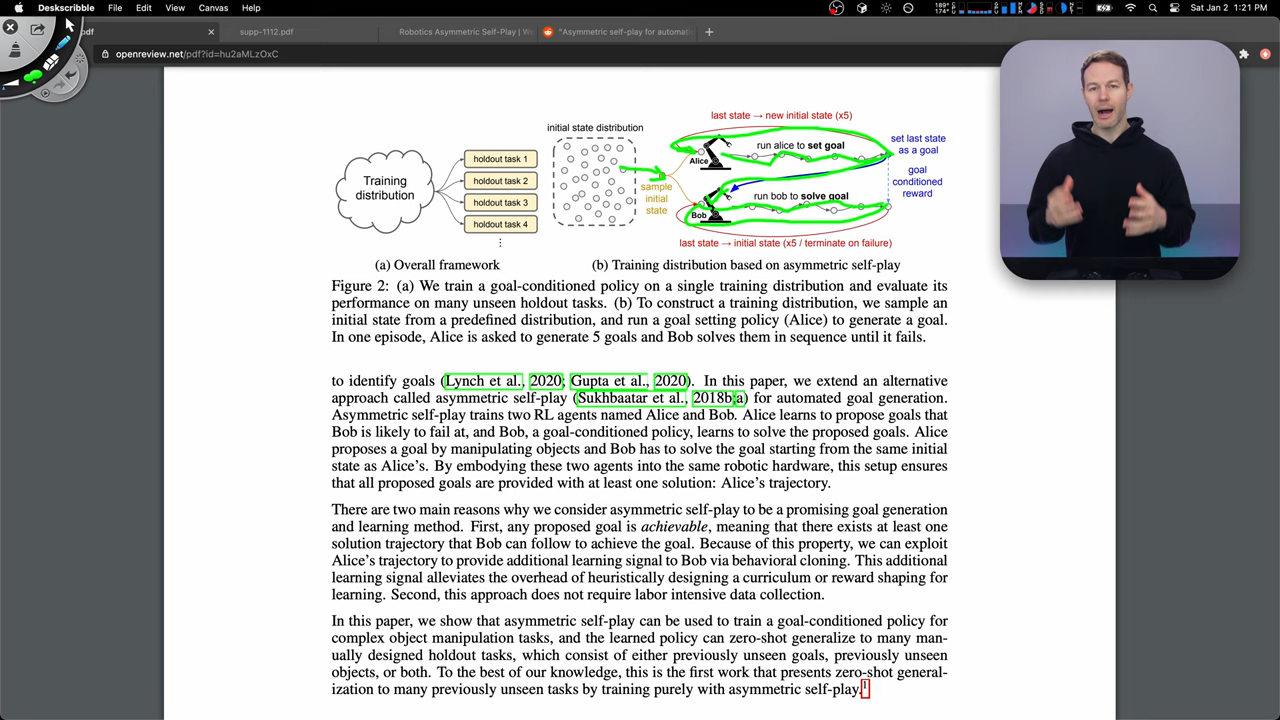 Deskscribble File Edit View Canvas Help
189° 174° Sat Jan 2 1:21 PM
pdf supp-1112.pdf Robotics Asymmetric Self-Play | W "Asymmetric self-play for automat
openreview.net/pdf?id=hu2aMLzOxC
last state → new initial state (x5)
initial state distribution
Training distribution
holdout task 1
holdout task 2
holdout task 3
holdout task 4
sample initial state
Alice
run alice to set goal
set last state as a goal
goal conditioned reward
Bob
run bob to solve goal
last state → initial state (x5 / terminate on failure)
(a) Overall framework
(b) Training distribution based on asymmetric self-play
Figure 2: (a) We train a goal-conditioned policy on a single training distribution and evaluate its
performance on many unseen holdout tasks. (b) To construct a training distribution, we sample an
initial state from a predefined distribution, and run a goal setting policy (Alice) to generate a goal.
In one episode, Alice is asked to generate 5 goals and Bob solves them in sequence until it fails.
to identify goals (Lynch et al., 2020; Gupta et al., 2020). In this paper, we extend an alternative
approach called asymmetric self-play (Sukhbaatar et al., 2018b;a) for automated goal generation.
Asymmetric self-play trains two RL agents named Alice and Bob. Alice learns to propose goals that
Bob is likely to fail at, and Bob, a goal-conditioned policy, learns to solve the proposed goals. Alice
proposes a goal by manipulating objects and Bob has to solve the goal starting from the same initial
state as Alice's. By embodying these two agents into the same robotic hardware, this setup ensures
that all proposed goals are provided with at least one solution: Alice's trajectory.
There are two main reasons why we consider asymmetric self-play to be a promising goal generation
and learning method. First, any proposed goal is achievable, meaning that there exists at least one
solution trajectory that Bob can follow to achieve the goal. Because of this property, we can exploit
Alice's trajectory to provide additional learning signal to Bob via behavioral cloning. This additional
learning signal alleviates the overhead of heuristically designing a curriculum or reward shaping for
learning. Second, this approach does not require labor intensive data collection.
In this paper, we show that asymmetric self-play can be used to train a goal-conditioned policy for
complex object manipulation tasks, and the learned policy can zero-shot generalize to many man-
ually designed holdout tasks, which consist of either previously unseen goals, previously unseen
objects, or both. To the best of our knowledge, this is the first work that presents zero-shot general-
ization to many previously unseen tasks by training purely with asymmetric self-play.1